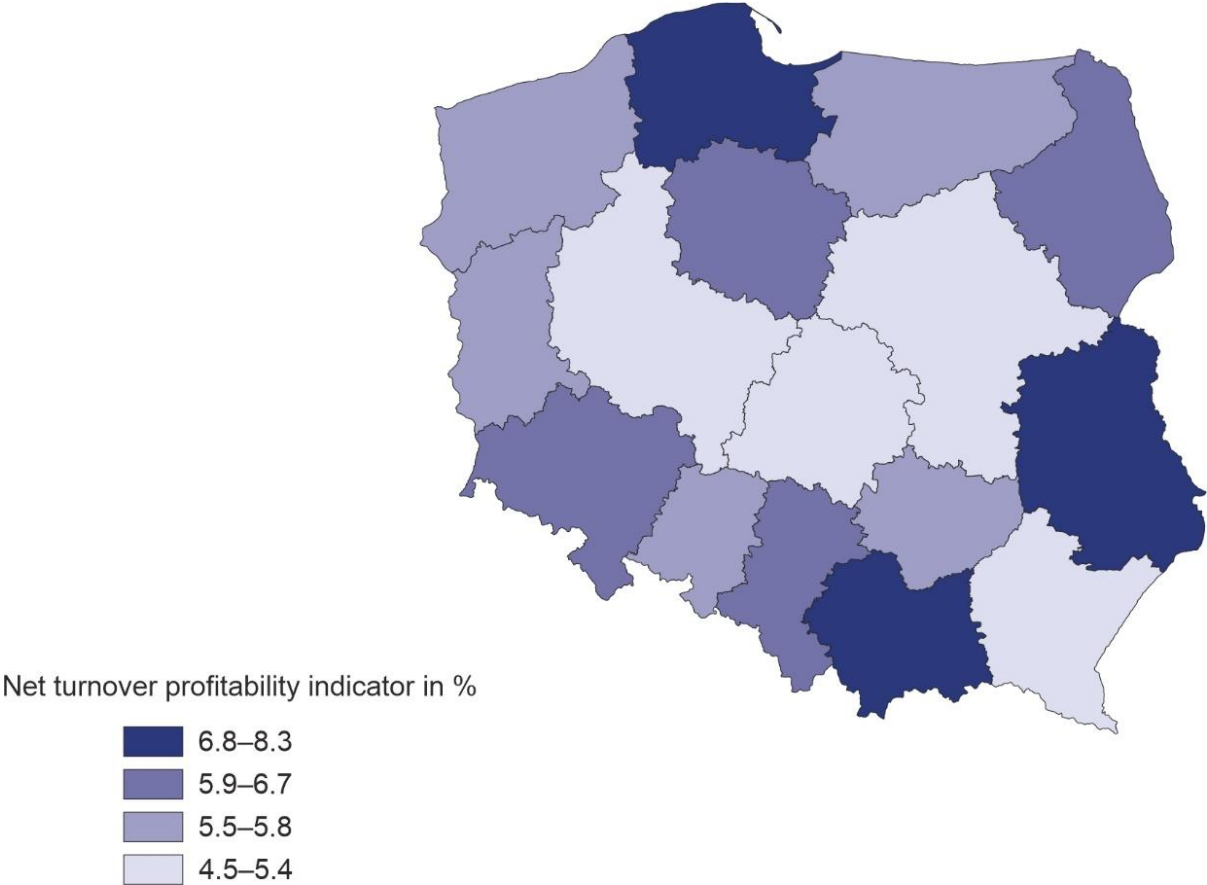 Net turnover profitability indicator in %
6.8–8.3
5.9–6.7
5.5–5.8
4.5–5.4